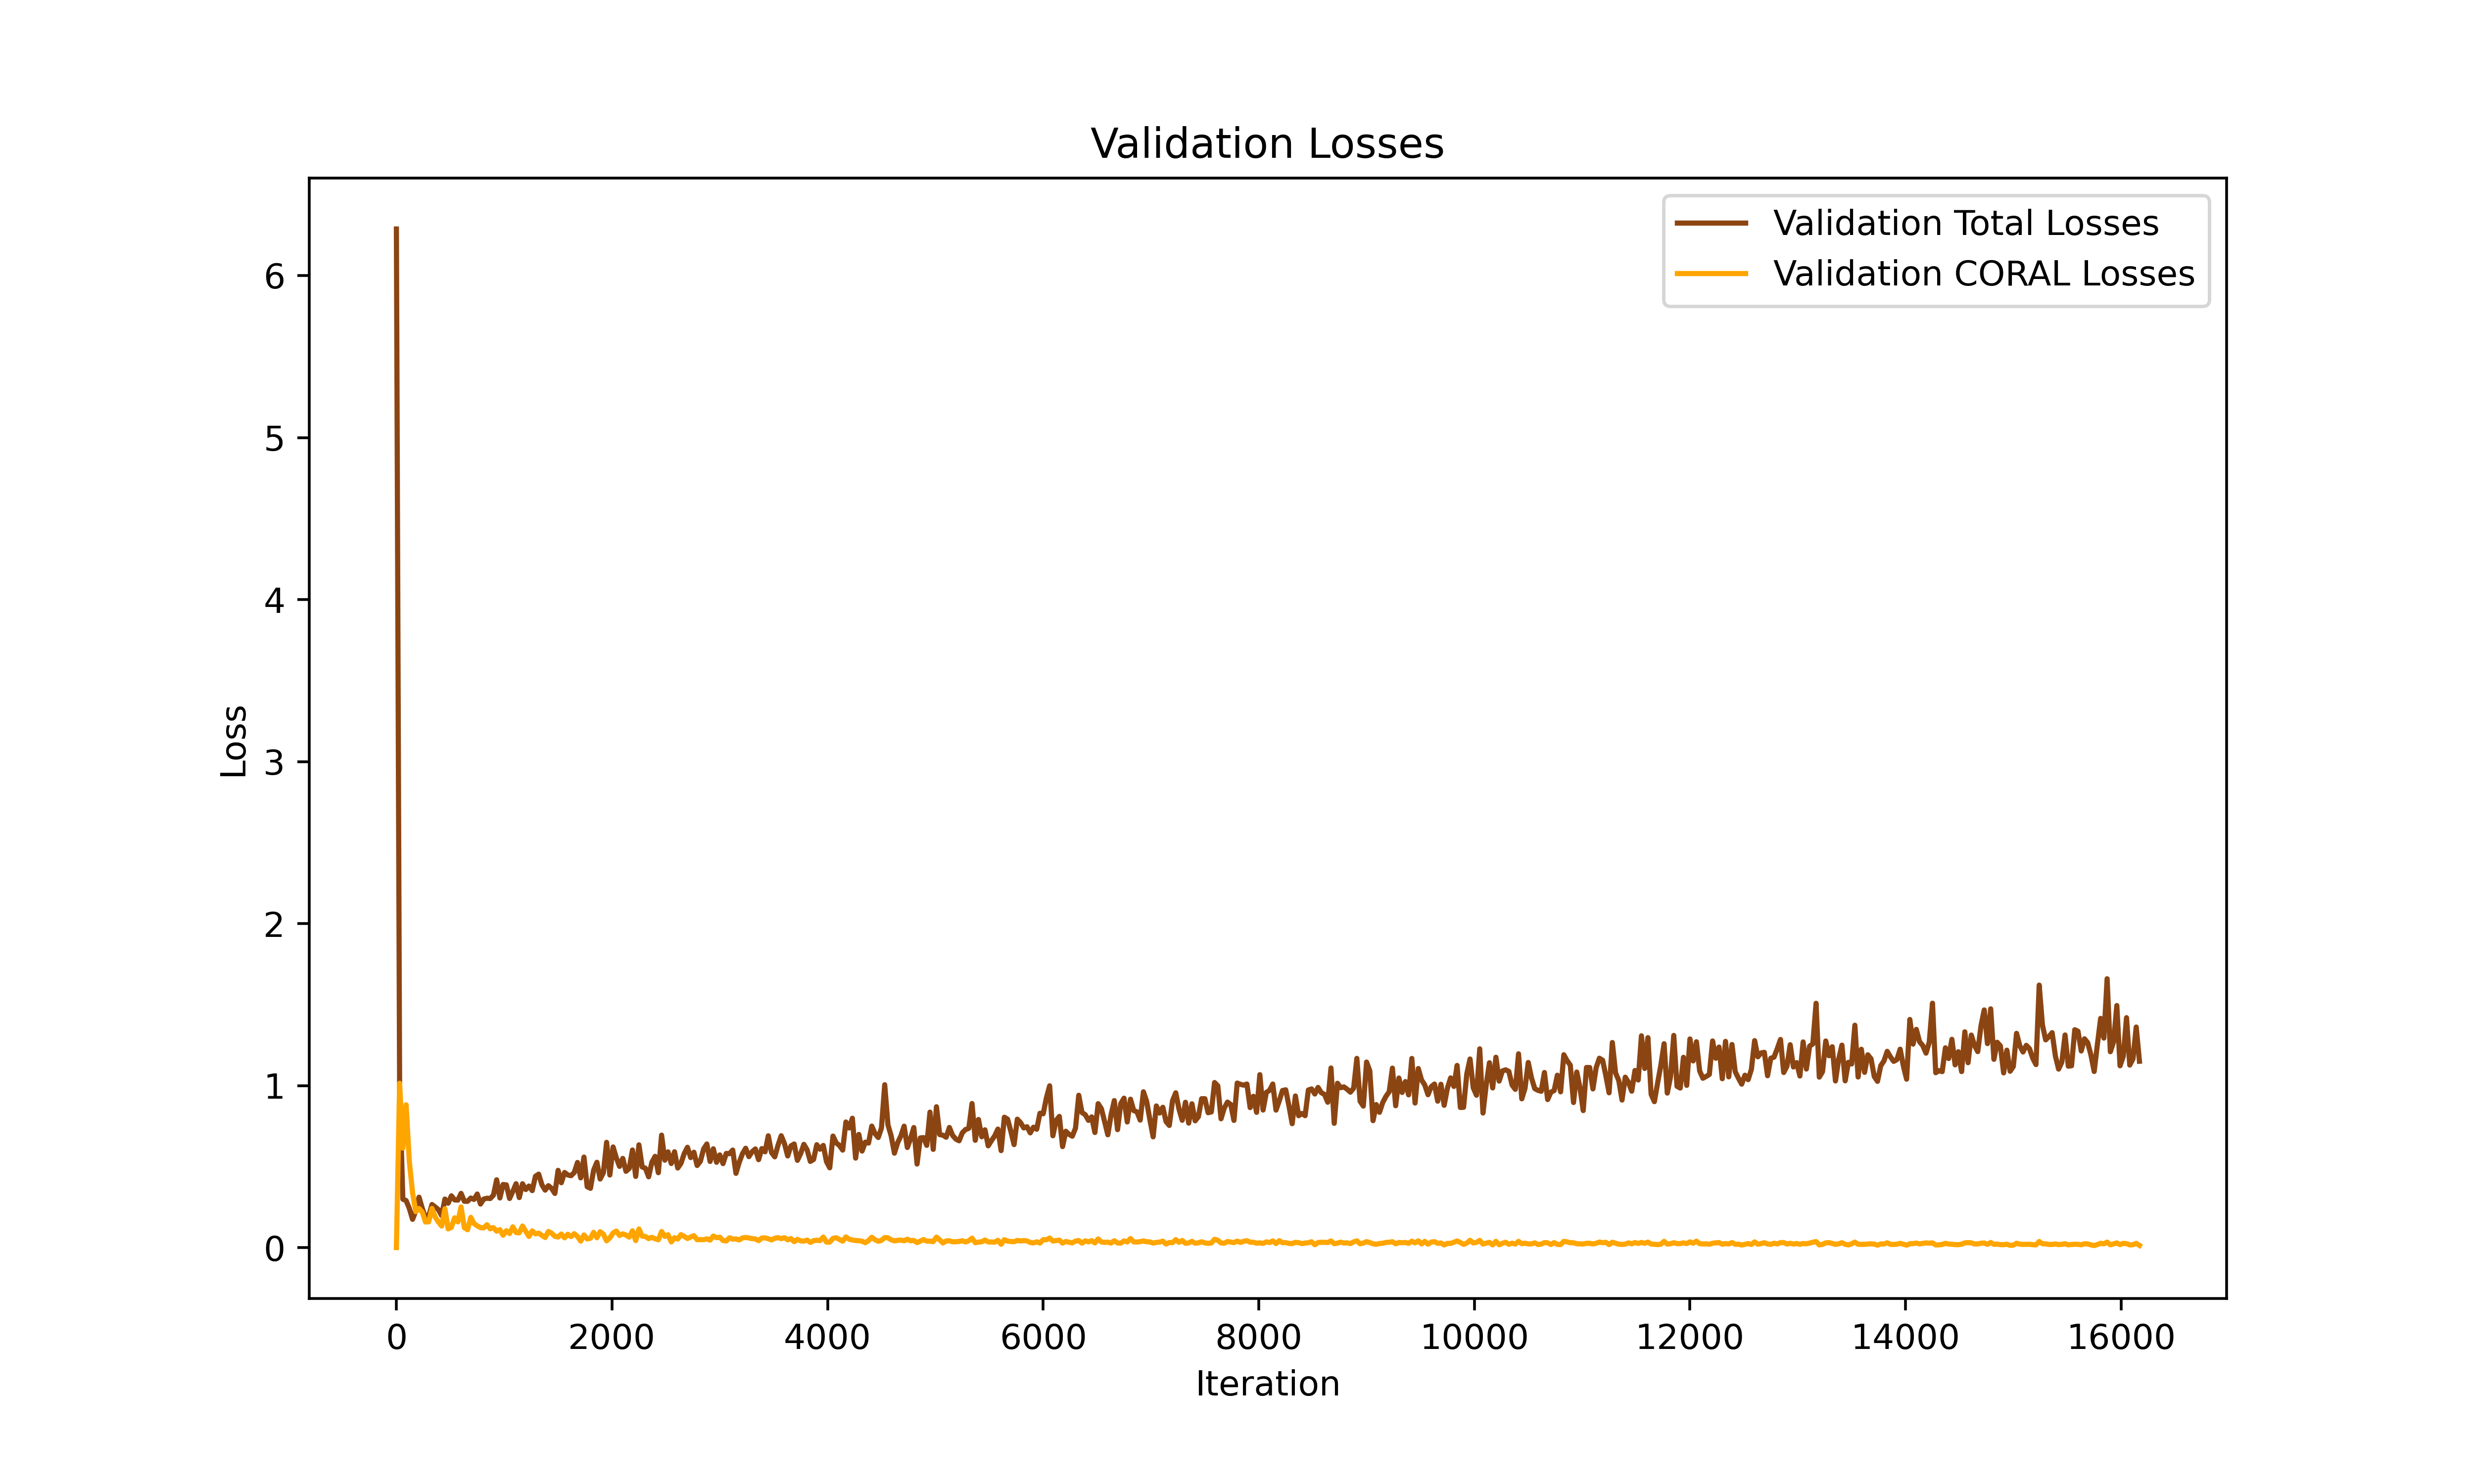 Validation Losses
Validation Total Losses
Validation CORAL Losses
6
5
4
3
2
1
0
Loss
0 2000 4000 6000 8000 10000 12000 14000 16000
Iteration